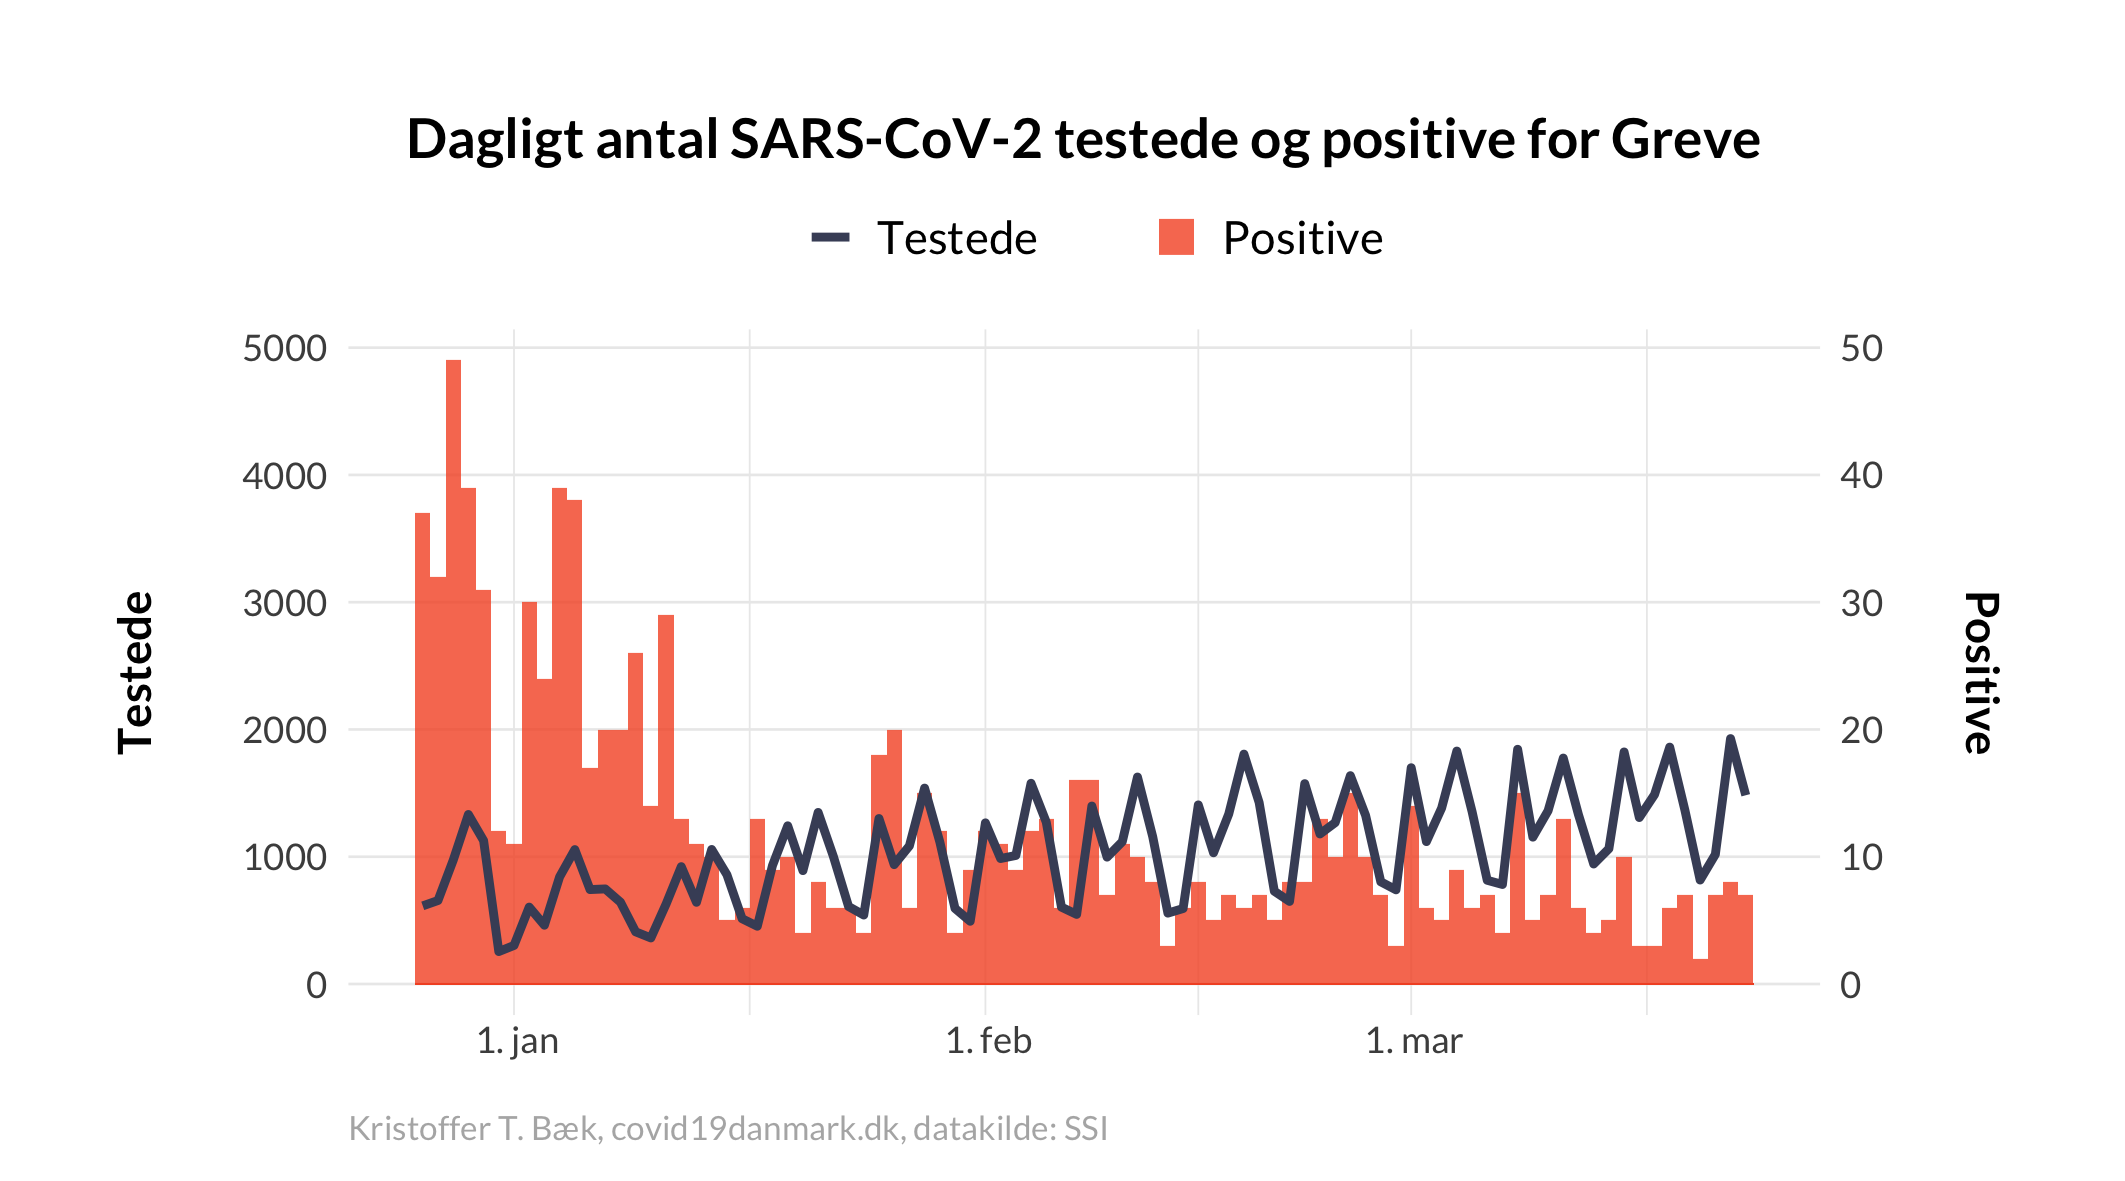 Dagligt antal SARS-CoV-2 testede og positive for Greve
Testede Positive
5000 50
4000 40
3000 30
2000 20
1000 10
0 0
Testede
Positive
1. jan 1. feb 1. mar
Kristoffer T. Bæk, covid19danmark.dk, datakilde: SSI